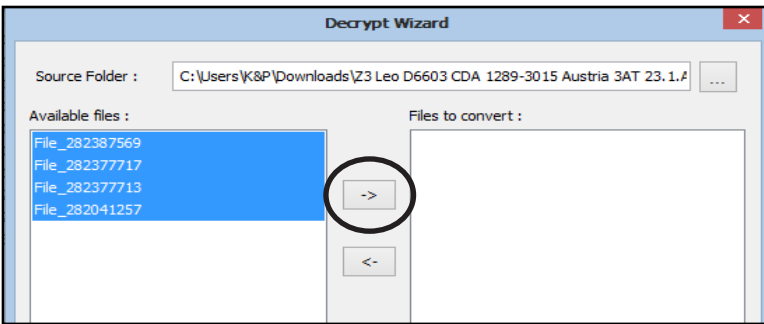 Decrypt Wizard
Source Folder : C:\Users\K&P\Downloads\Z3 Leo D6603 CDA 1289-3015 Austria 3AT 23.1.A ...
Available files : Files to convert :
File_282387569
File_282377717
File_282377713
File_282041257
->
<-